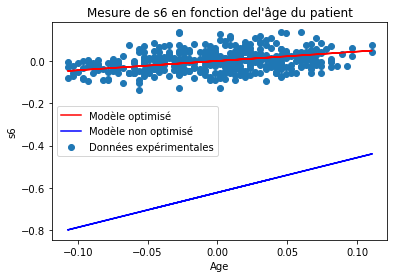 Mesure de s6 en fonction del'âge du patient
0.0
−0.2
−0.4
−0.6
−0.8
s6
Modèle optimisé
Modèle non optimisé
Données expérimentales
−0.10
−0.05
0.00
0.05
0.10
Age